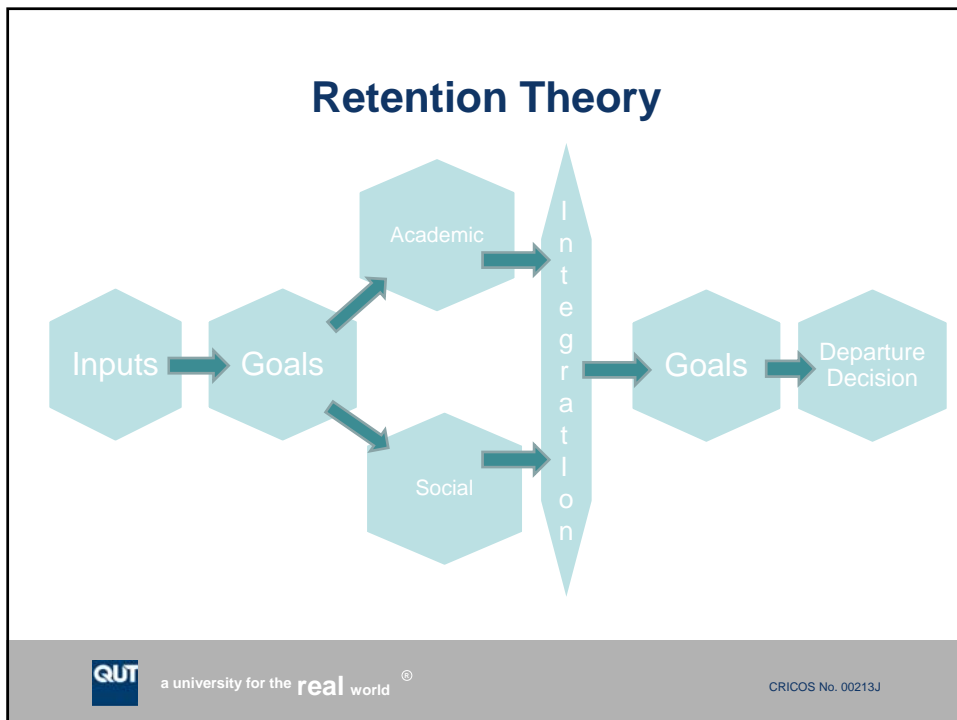 Retention Theory
Inputs
Goals
Academic
Social
I
n
t
e
g
r
a
t
I
o
n
Goals
Departure
Decision
QUT
a university for the real world ®
CRICOS No. 00213J